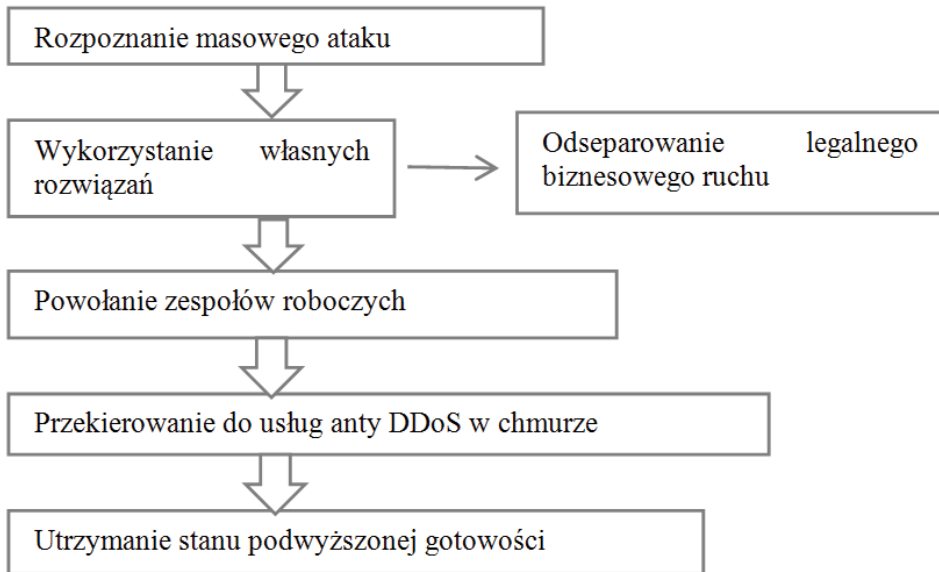 Rozpoznanie masowego ataku
Wykorzystanie własnych
rozwiązań
Odseparowanie legalnego
biznesowego ruchu
Powołanie zespołów roboczych
Przekierowanie do usług anty DDoS w chmurze
Utrzymanie stanu podwyższonej gotowości